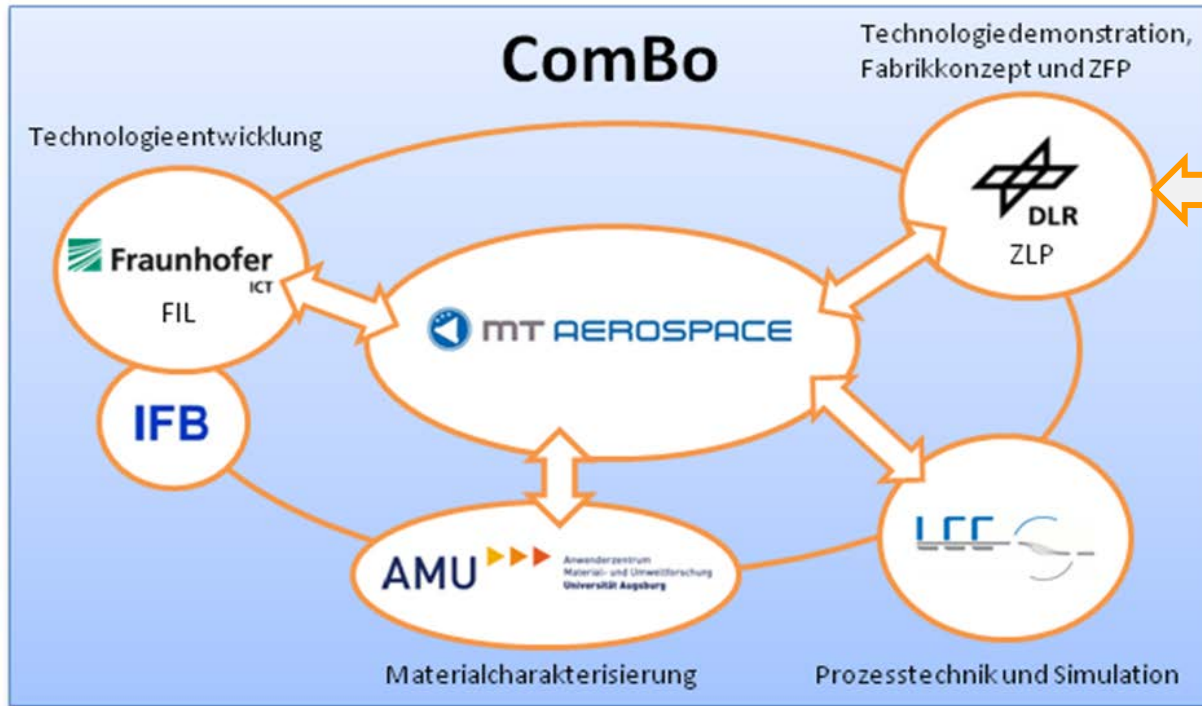 ComBo
Technologiedemonstration,
Fabrikkonzept und ZFP
Technologieentwicklung
DLR
ZLP
Fraunhofer
ICT
FIL
MT AEROSPACE
IFB
LCC
AMU
Anwenderzentrum
Material- und Umweltforschung
Universität Augsburg
Materialcharakterisierung
Prozesstechnik und Simulation